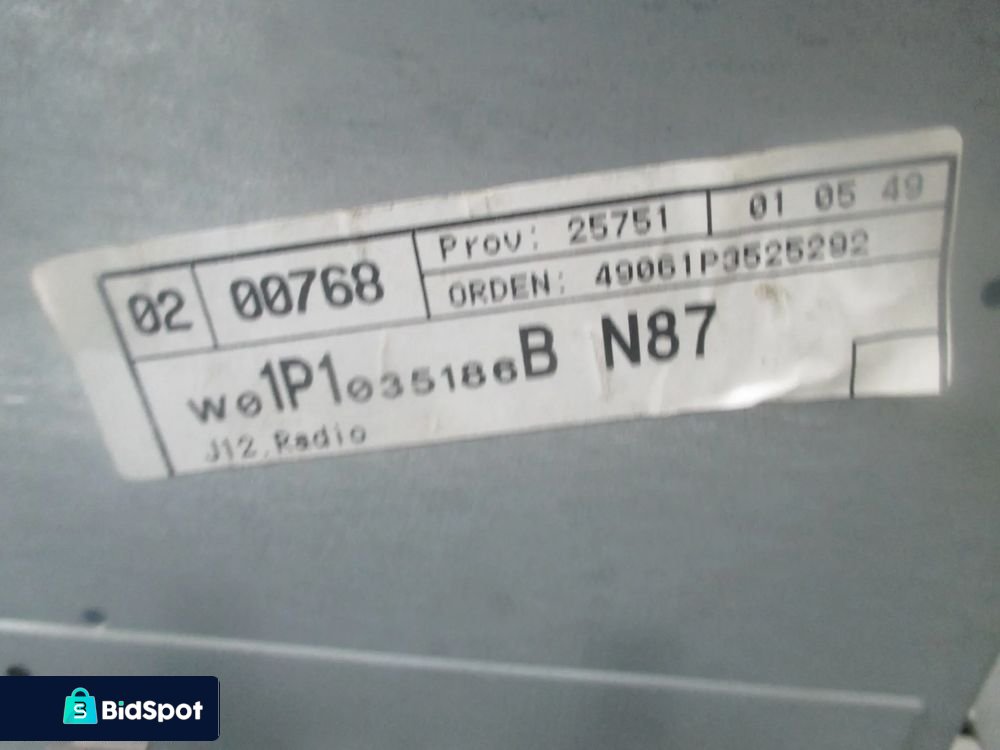 02 00768 Prov: 25751 01 05 49
ORDEN: 49061P3525292
W01P1035186B N87
J12,Radio
BidSpot